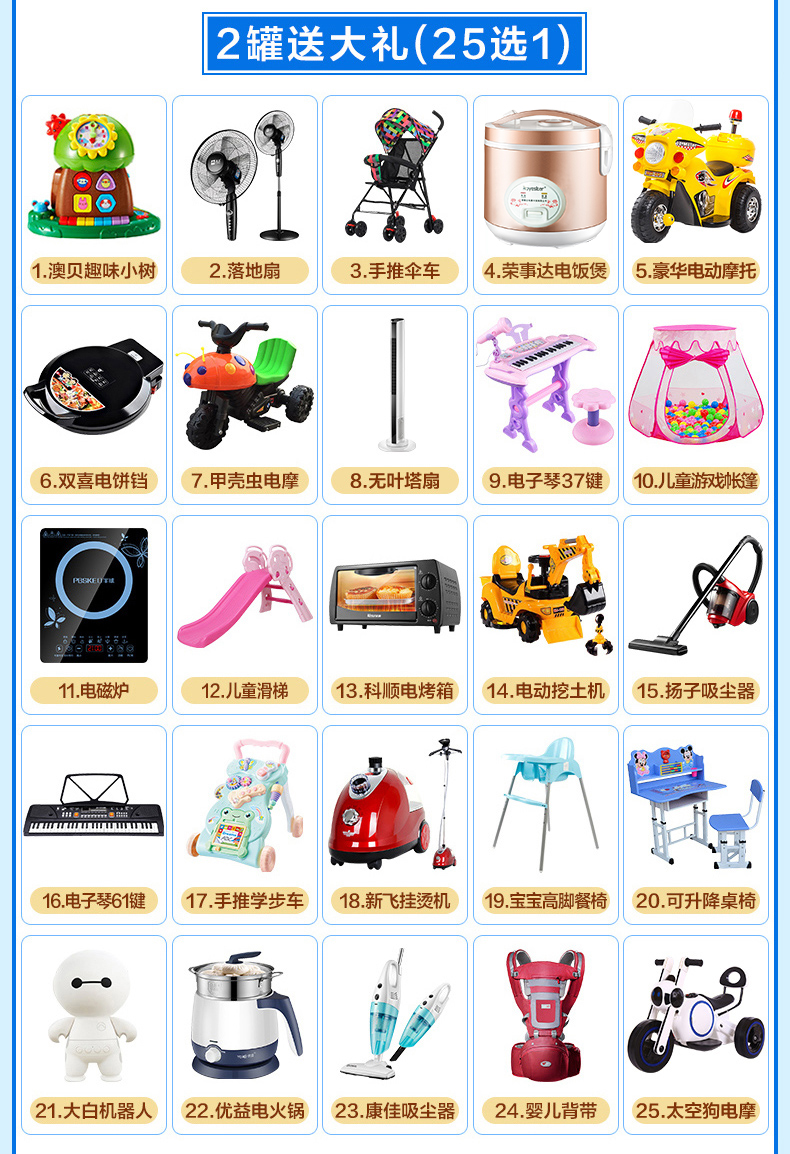 2罐送大礼(25选1)
1.澳贝趣味小树
2.落地扇
3.手推伞车
Royalstar
4.荣事达电饭煲
5.豪华电动摩托
6.双喜电饼铛
7.甲壳虫电摩
8.无叶塔扇
9.电子琴37键
10.儿童游戏帐篷
11.电磁炉
12.儿童滑梯
13.科顺电烤箱
14.电动挖土机
15.扬子吸尘器
16.电子琴61键
17.手推学步车
18.新飞挂烫机
19.宝宝高脚餐椅
20.可升降桌椅
21.大白机器人
22.优益电火锅
23.康佳吸尘器
24.婴儿背带
25.太空狗电摩